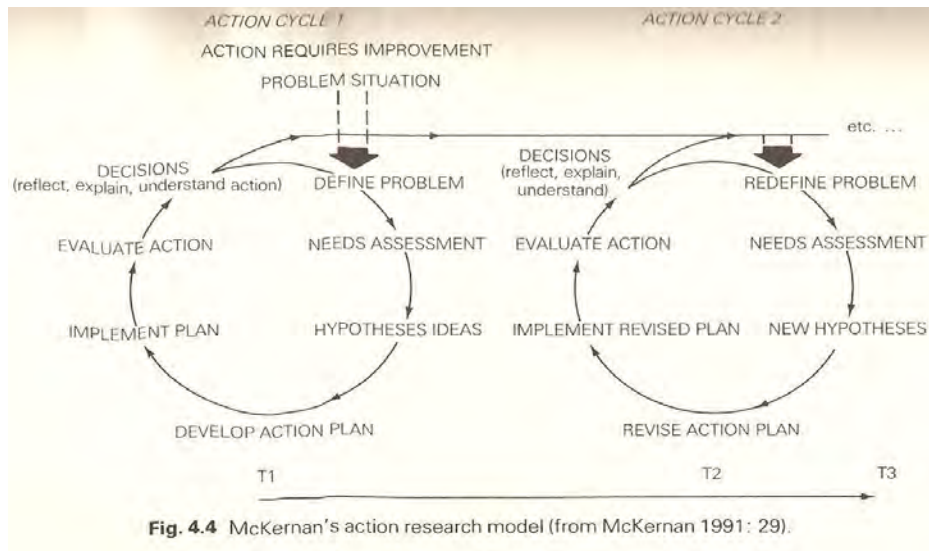 ACTION CYCLE 1
ACTION CYCLE 2
ACTION REQUIRES IMPROVEMENT
PROBLEM SITUATION
etc. ...
DECISIONS
(reflect, explain, understand action)
DEFINE PROBLEM
DECISIONS
(reflect, explain,
understand)
REDEFINE PROBLEM
EVALUATE ACTION
NEEDS ASSESSMENT
EVALUATE ACTION
NEEDS ASSESSMENT
IMPLEMENT PLAN
HYPOTHESES IDEAS
IMPLEMENT REVISED PLAN
NEW HYPOTHESES
DEVELOP ACTION PLAN
REVISE ACTION PLAN
T1
T2
T3
Fig. 4.4 McKernan's action research model (from McKernan 1991: 29).